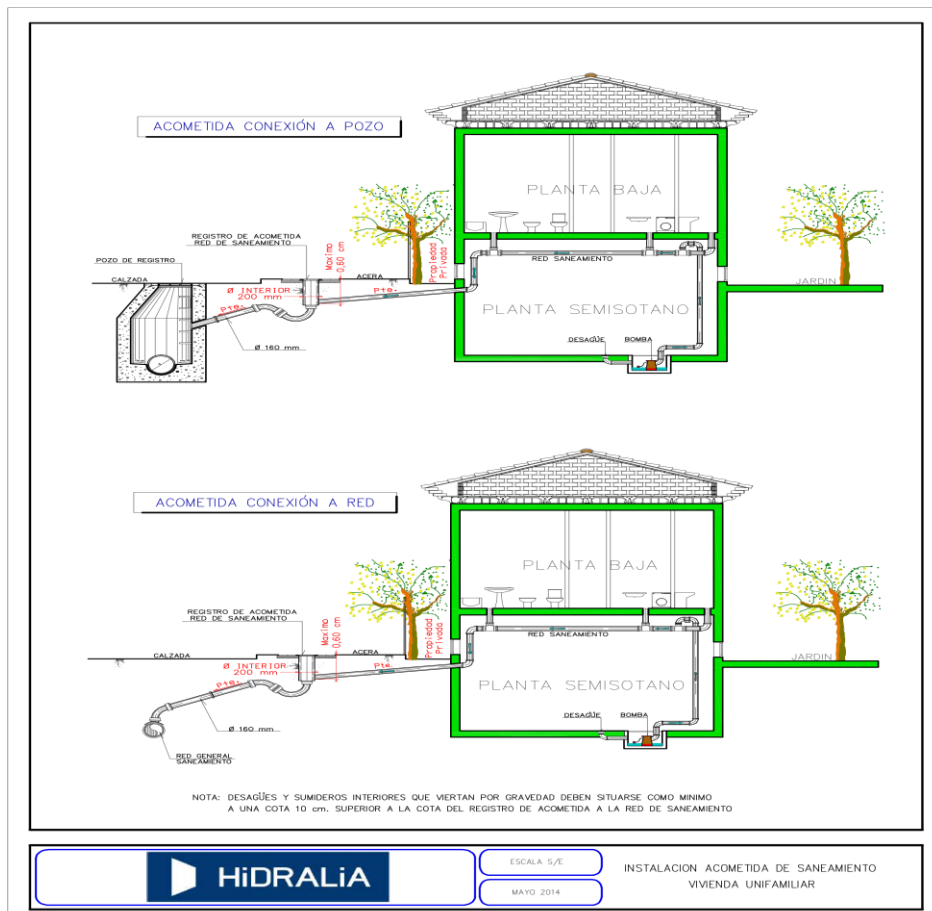 ACOMETIDA CONEXIÓN A POZO
PLANTA BAJA
REGISTRO DE ACOMETIDA
RED DE SANEAMIENTO
Maximo
0,60 cm
Propiedad
Privada
POZO DE REGISTRO
CALZADA
ACERA
RED SANEAMIENTO
Ø INTERIOR
200 mm
Pte.
Pte.
JARDIN
PLANTA SEMISOTANO
Ø 160 mm
DESAGÜE
BOMBA
ACOMETIDA CONEXIÓN A RED
PLANTA BAJA
REGISTRO DE ACOMETIDA
RED DE SANEAMIENTO
Maximo
0,60 cm
Propiedad
Privada
CALZADA
ACERA
RED SANEAMIENTO
Ø INTERIOR
200 mm
Pte.
Pte.
JARDIN
PLANTA SEMISOTANO
Ø 160 mm
DESAGÜE
BOMBA
RED GENERAL
SANEAMIENTO
NOTA: DESAGÜES Y SUMIDEROS INTERIORES QUE VIERTAN POR GRAVEDAD DEBEN SITUARSE COMO MINIMO
A UNA COTA 10 cm. SUPERIOR A LA COTA DEL REGISTRO DE ACOMETIDA A LA RED DE SANEAMIENTO
HiDRALiA
ESCALA S/E
MAYO 2014
INSTALACION ACOMETIDA DE SANEAMIENTO
VIVIENDA UNIFAMILIAR